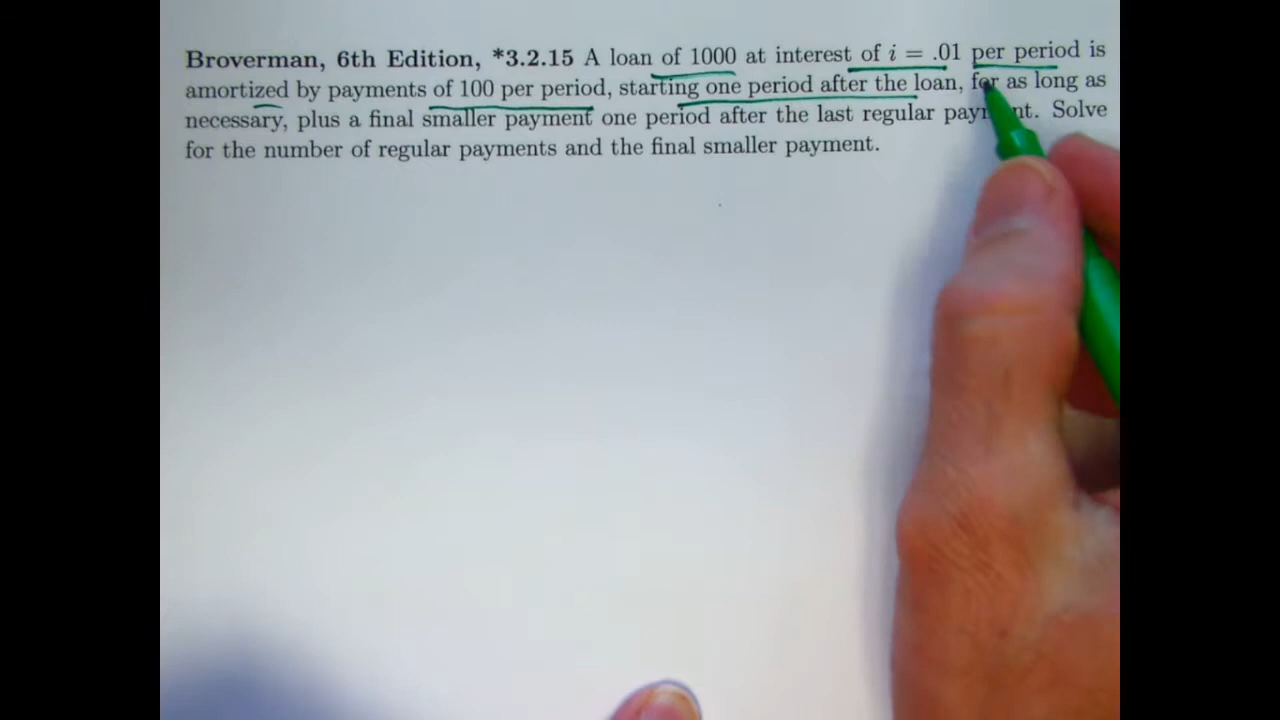 Broverman, 6th Edition, *3.2.15 A loan of 1000 at interest of i = .01 per period is
amortized by payments of 100 per period, starting one period after the loan, for as long as
necessary, plus a final smaller payment one period after the last regular Solve
for the number of regular payments and the final smaller payment.